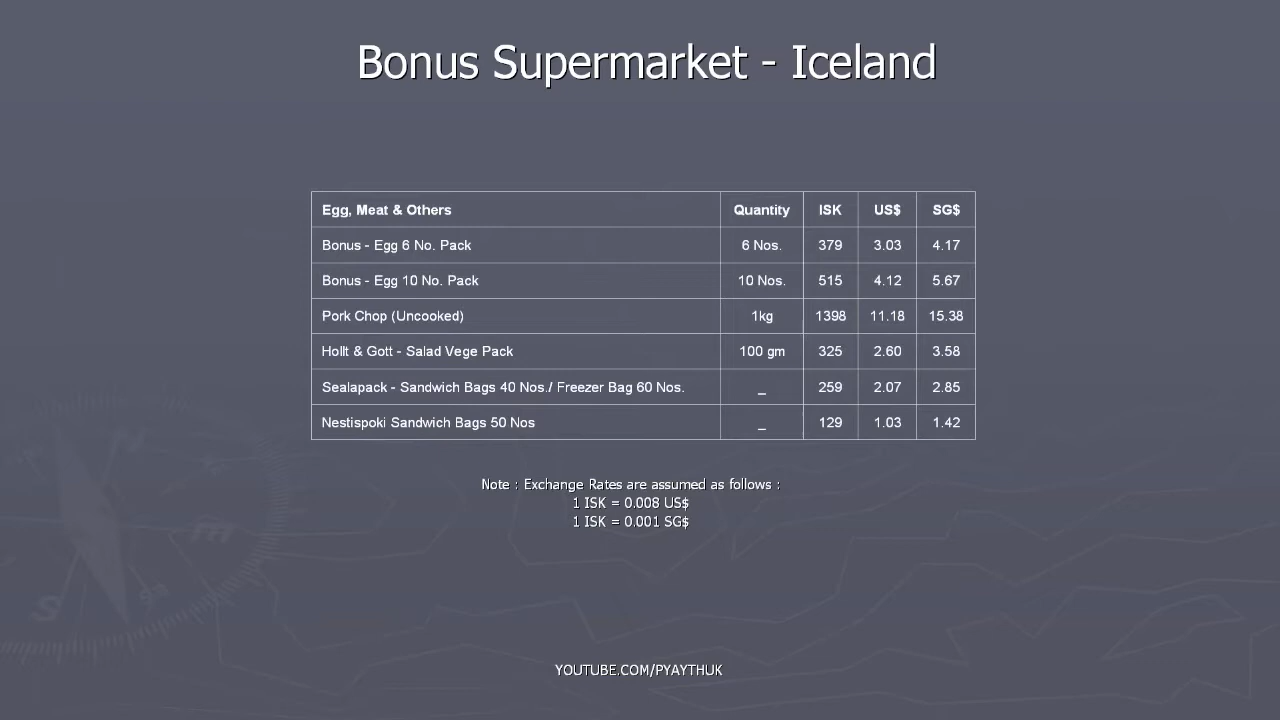 Bonus Supermarket - Iceland
Egg, Meat & Others Quantity ISK US$ SG$
Bonus - Egg 6 No. Pack 6 Nos. 379 3.03 4.17
Bonus - Egg 10 No. Pack 10 Nos. 515 4.12 5.67
Pork Chop (Uncooked) 1kg 1398 11.18 15.38
Hollt & Gott - Salad Vege Pack 100 gm 325 2.60 3.58
Sealapack - Sandwich Bags 40 Nos./ Freezer Bag 60 Nos. _ 259 2.07 2.85
Nestispoki Sandwich Bags 50 Nos _ 129 1.03 1.42
Note : Exchange Rates are assumed as follows :
1 ISK = 0.008 US$
1 ISK = 0.001 SG$
S
YOUTUBE.COM/PYAYTHUK